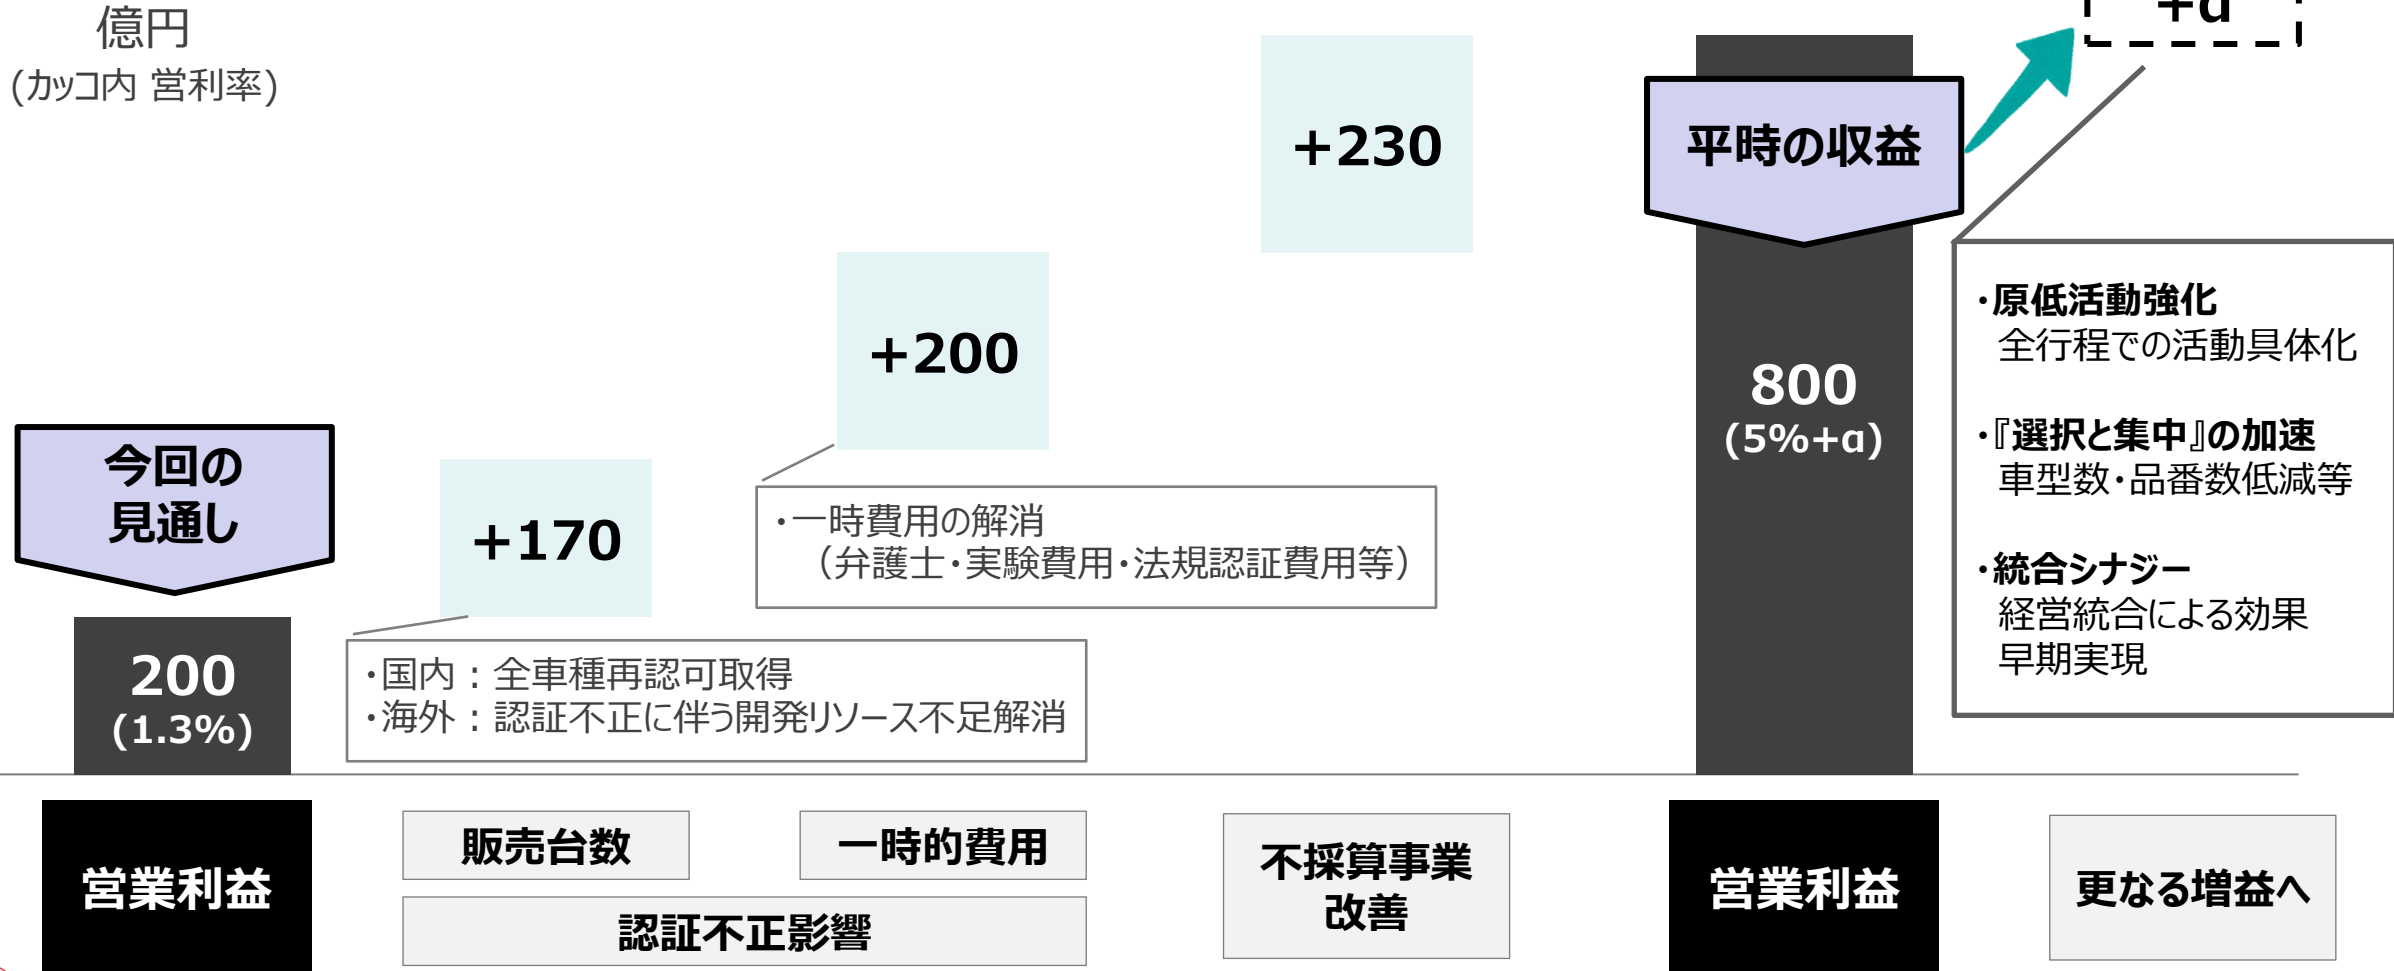 億円
(カッコ内 営利率)
+α
+230
平時の収益
+200
・原低活動強化
全行程での活動具体化
・『選択と集中』の加速
車型数・品番数低減等
・統合シナジー
経営統合による効果
早期実現
800
(5%+α)
今回の
見通し
+170
・一時費用の解消
(弁護士・実験費用・法規認証費用等)
200
(1.3%)
・国内:全車種再認可取得
・海外:認証不正に伴う開発リソース不足解消
営業利益
販売台数
一時的費用
認証不正影響
不採算事業
改善
営業利益
更なる増益へ